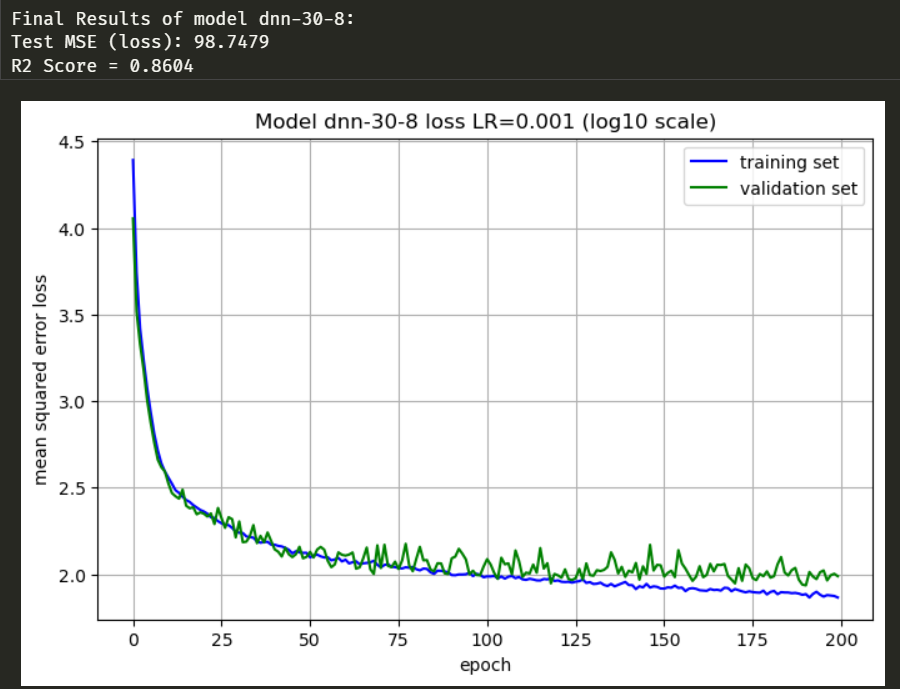 Final Results of model dnn-30-8:
Test MSE (loss): 98.7479
R2 Score = 0.8604
Model dnn-30-8 loss LR=0.001 (log10 scale)
training set
validation set
mean squared error loss
4.5
4.0
3.5
3.0
2.5
2.0
0 25 50 75 100 125 150 175 200
epoch